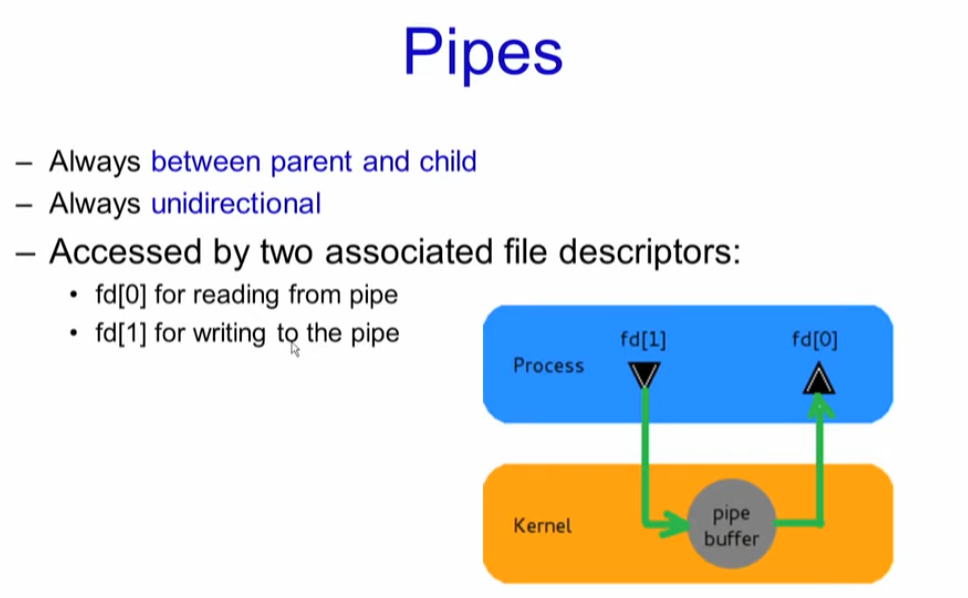 Pipes
– Always between parent and child
– Always unidirectional
– Accessed by two associated file descriptors:
• fd[0] for reading from pipe
• fd[1] for writing to the pipe
fd[1]
fd[0]
Process
Kernel
pipe
buffer